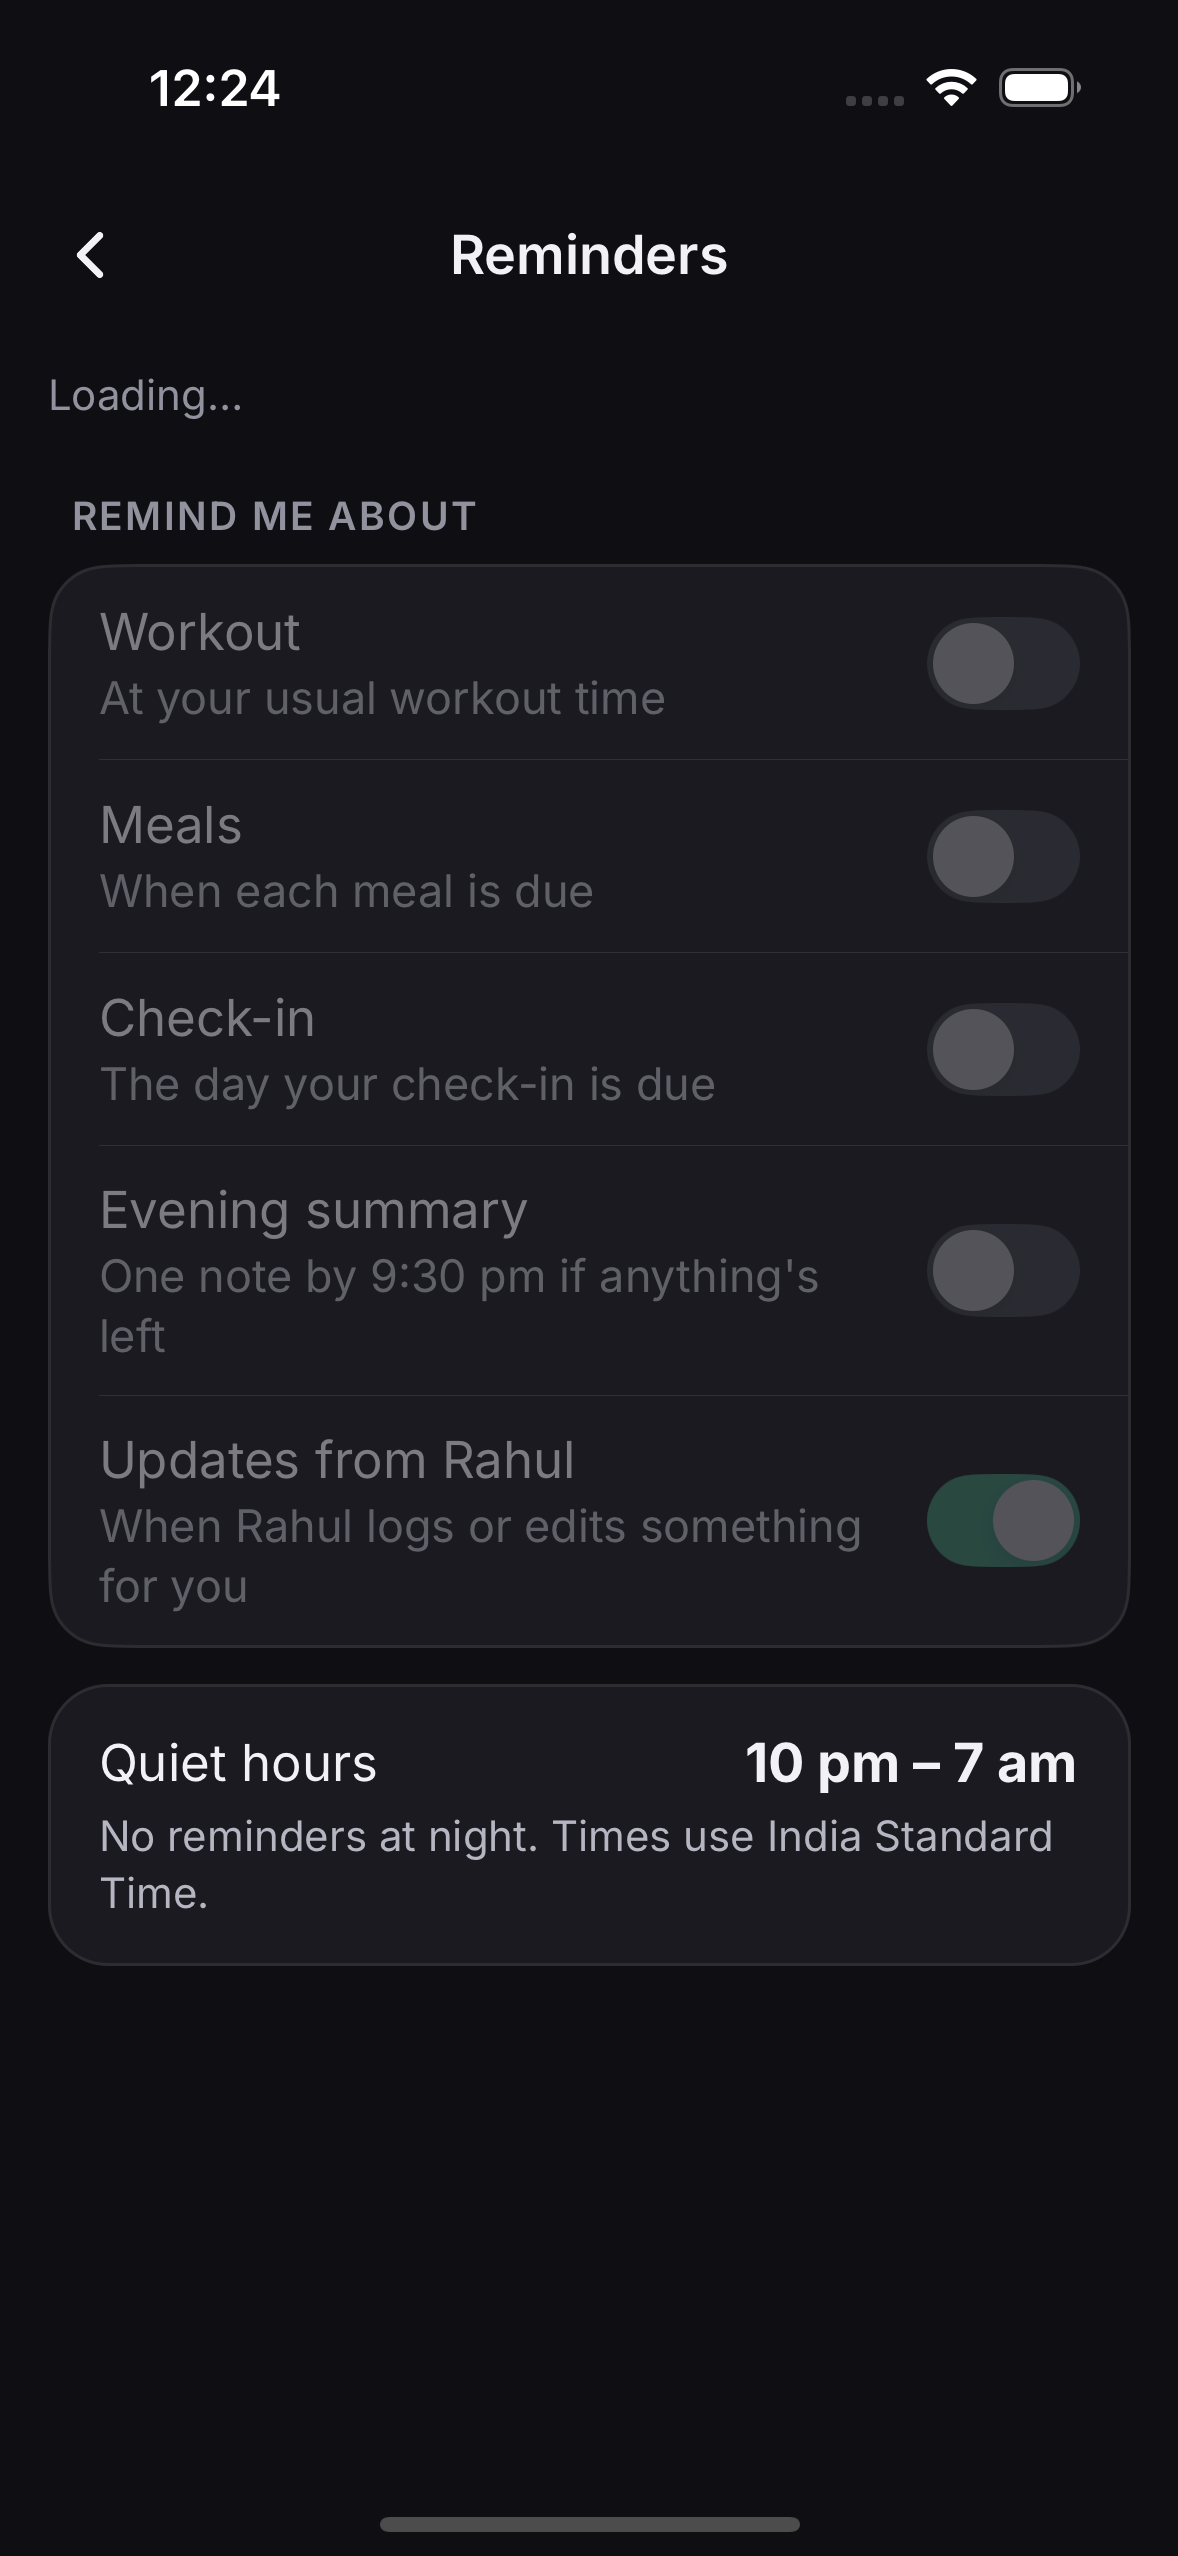 12:24
Reminders
Loading...
REMIND ME ABOUT
Workout
At your usual workout time
Meals
When each meal is due
Check-in
The day your check-in is due
Evening summary
One note by 9:30 pm if anything's
left
Updates from Rahul
When Rahul logs or edits something
for you
Quiet hours
10 pm – 7 am
No reminders at night. Times use India Standard
Time.